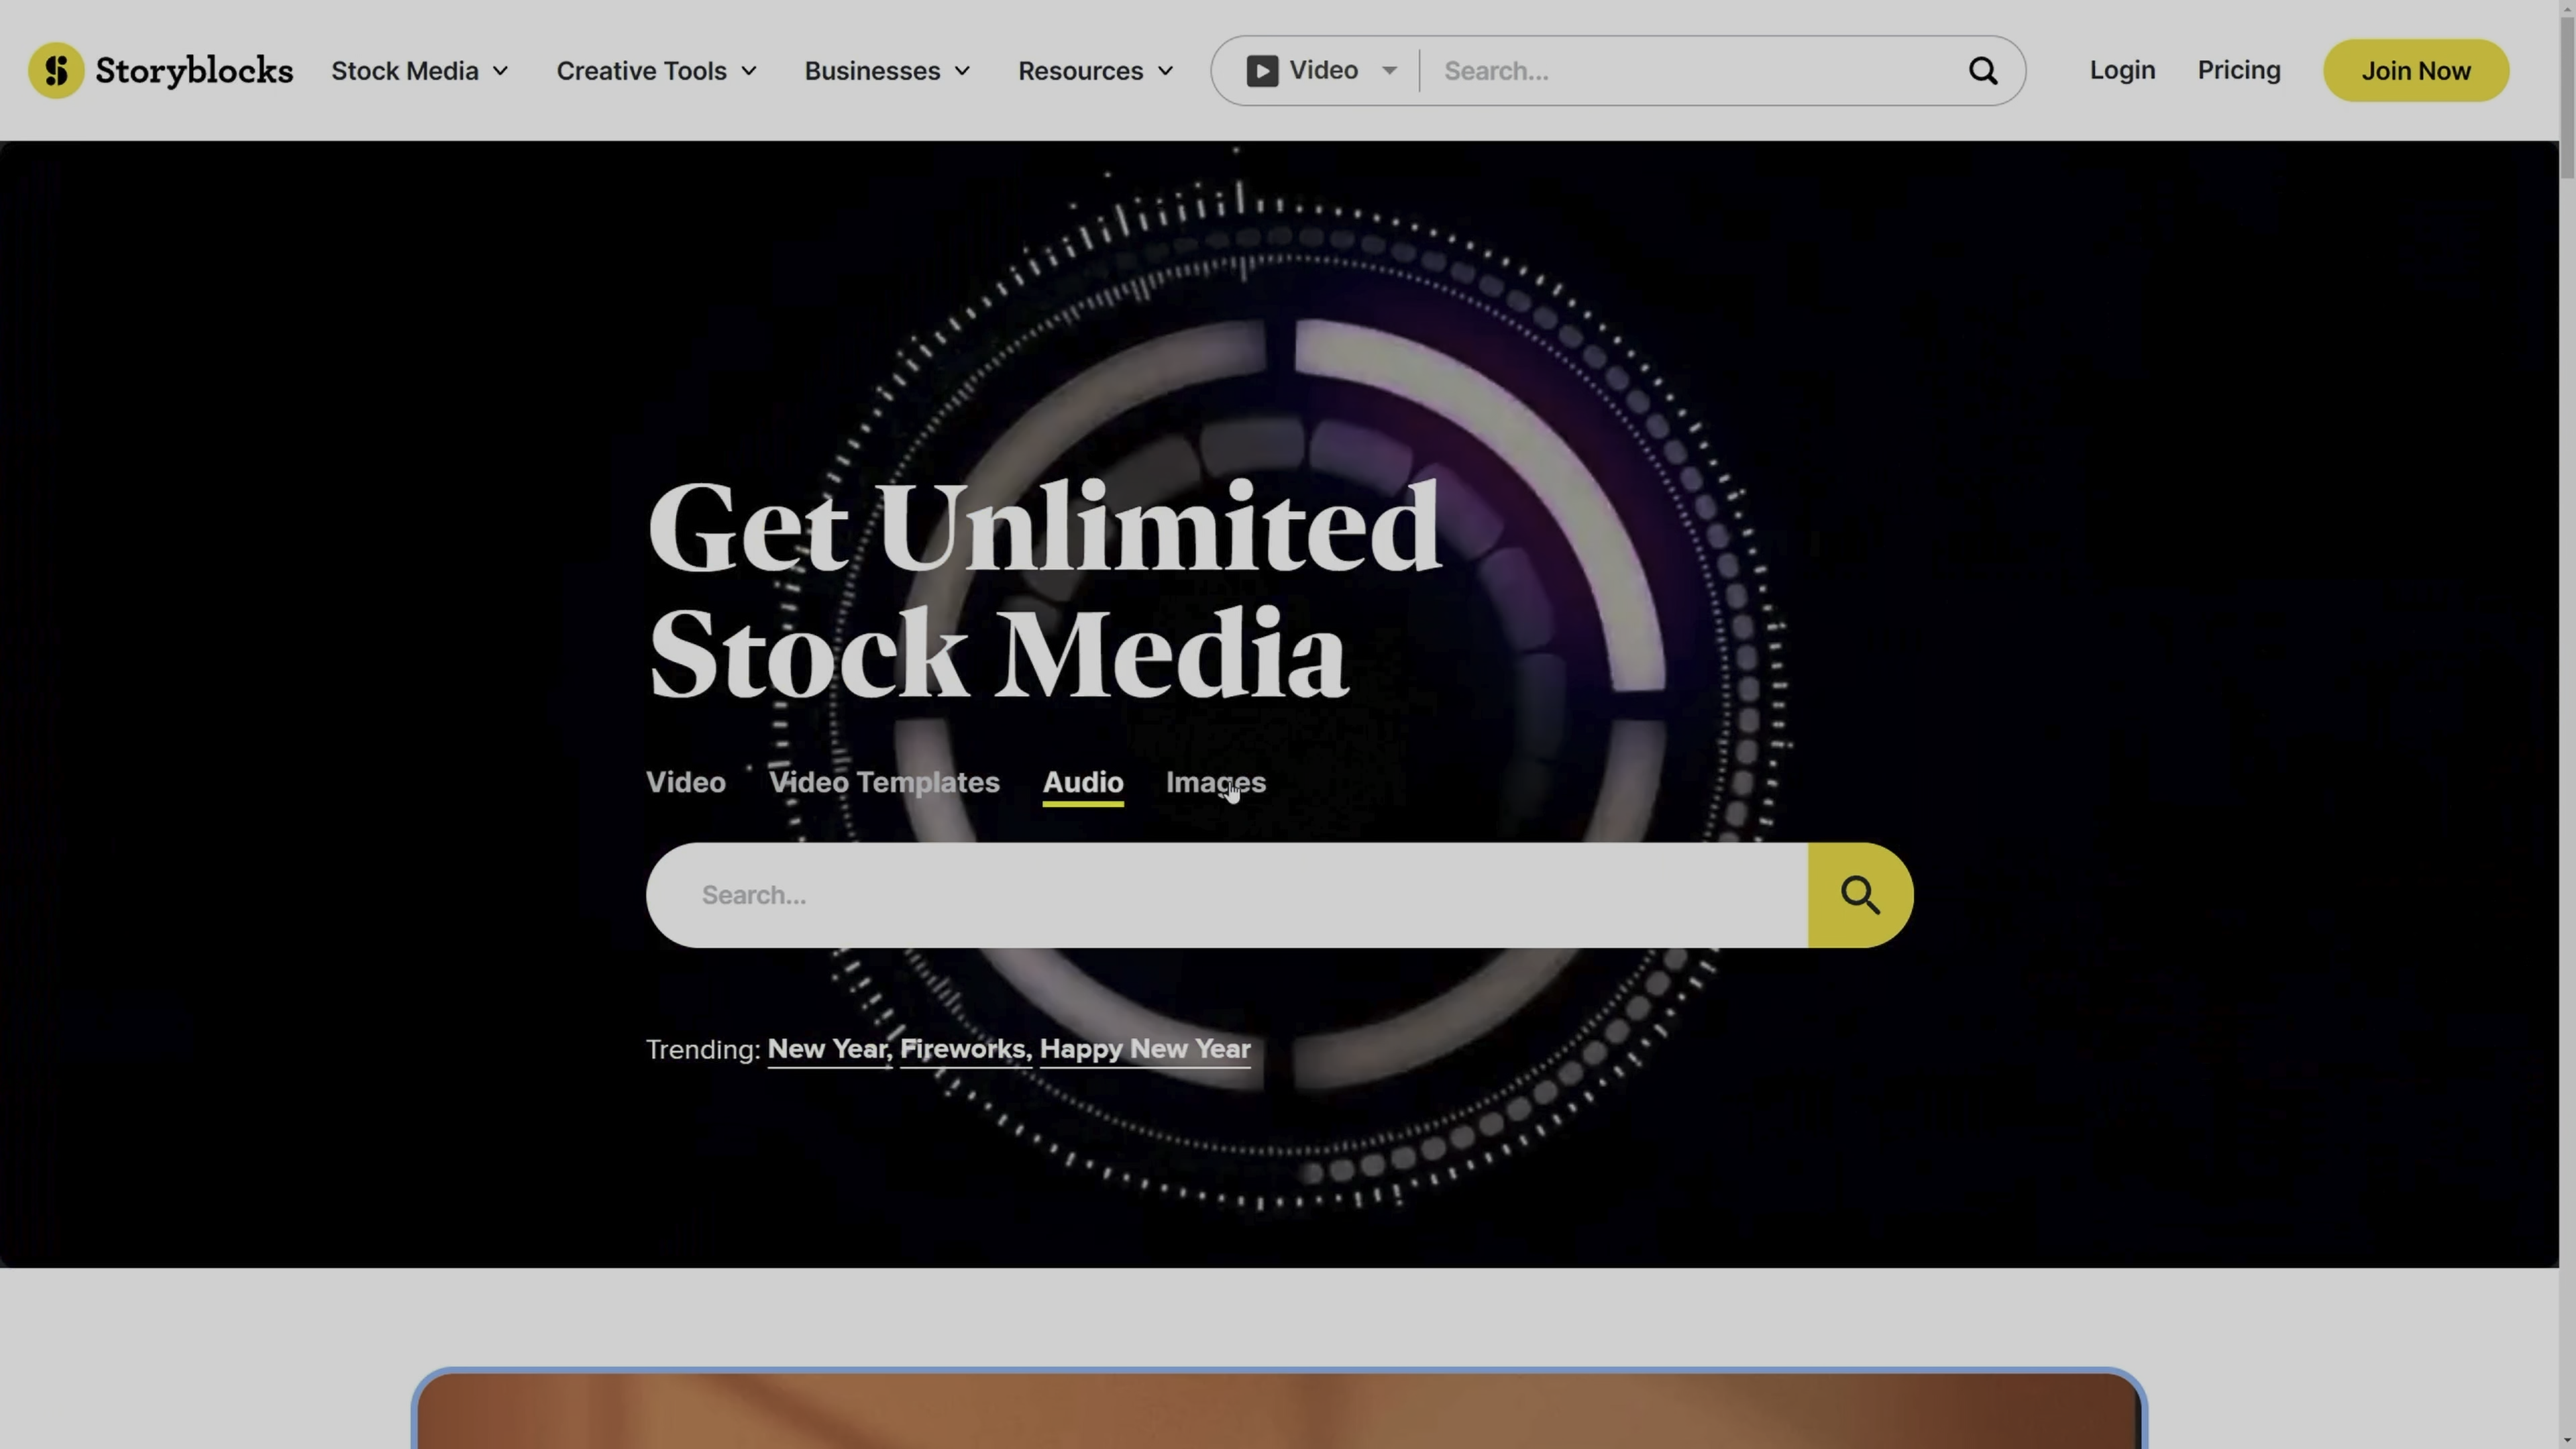 Storyblocks Stock Media Creative Tools Businesses Resources Video Search... Login Pricing Join Now
Get Unlimited
Stock Media
Video Video Templates Audio Images
Search...
Trending: New Year, Fireworks, Happy New Year